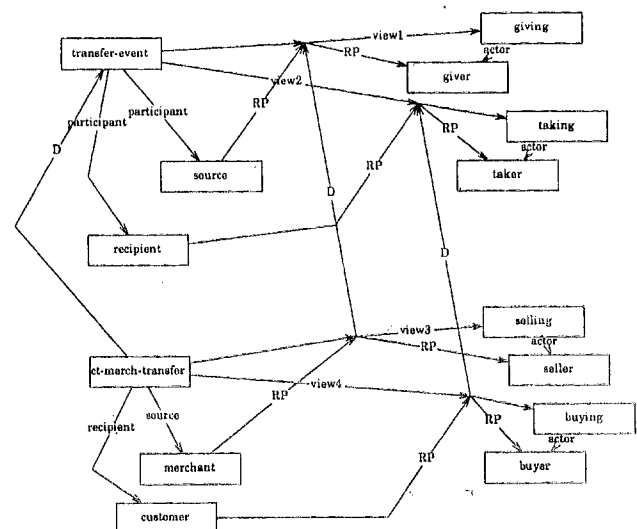 giving
view1
transfer-event
actor
RP
giver
view2
taking
participant
RP
RP
participant
actor
D
source
taker
D
RP
recipient
D
selling
view3
actor
RP
seller
ct-merch-transfer
view4
RP
buying
source
recipient
RP
actor
merchant
buyer
RP
customer